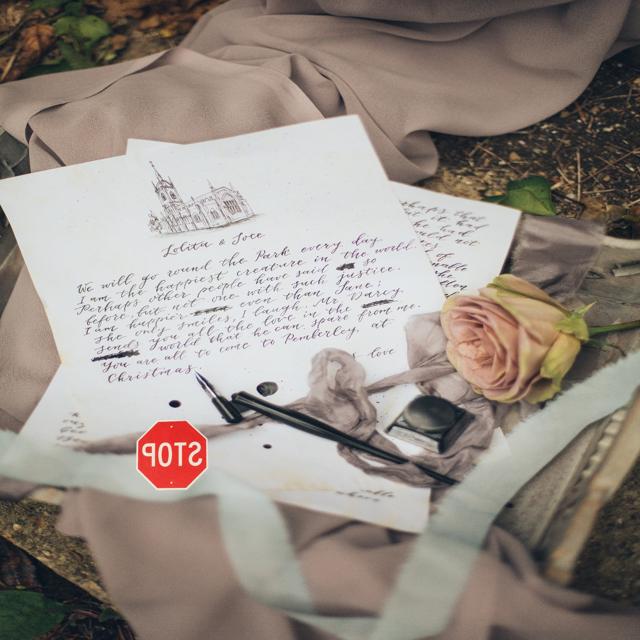 Lolita & Joce
We will go round the Park every day.
I am the happiest creature in the world.
Perhaps other people have said so
before, but not one with such justice.
I am happier even than Jane;
she only smiles, I laugh. Mr. Darcy
sends you all the love in the
world that he can spare from me.
You are all to come to Pemberley, at
Christmas
love
STOP